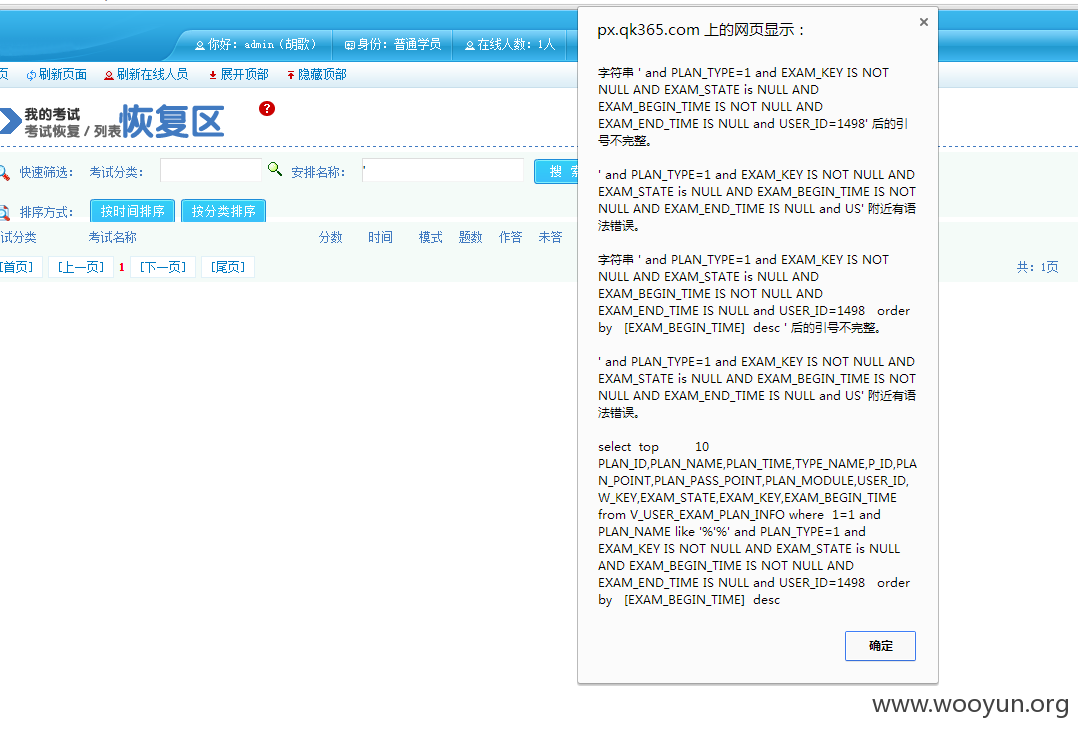 你好：admin（胡歌）
身份：普通学员
在线人数：1人
页 刷新页面 刷新在线人员 展开顶部 隐藏顶部
我的考试
考试恢复 / 列表 恢复区 ?
快速筛选： 考试分类： 安排名称： ' 搜 索
排序方式： 按时间排序 按分类排序
试分类 考试名称 分数 时间 模式 题数 作答 未答
[首页] [上一页] 1 [下一页] [尾页] 共：1页
px.qk365.com 上的网页显示：
×
字符串 ' and PLAN_TYPE=1 and EXAM_KEY IS NOT
NULL AND EXAM_STATE is NULL AND
EXAM_BEGIN_TIME IS NOT NULL AND
EXAM_END_TIME IS NULL and USER_ID=1498' 后的引
号不完整。
' and PLAN_TYPE=1 and EXAM_KEY IS NOT NULL AND
EXAM_STATE is NULL AND EXAM_BEGIN_TIME IS NOT
NULL AND EXAM_END_TIME IS NULL and US' 附近有语
法错误。
字符串 ' and PLAN_TYPE=1 and EXAM_KEY IS NOT
NULL AND EXAM_STATE is NULL AND
EXAM_BEGIN_TIME IS NOT NULL AND
EXAM_END_TIME IS NULL and USER_ID=1498 order
by [EXAM_BEGIN_TIME] desc ' 后的引号不完整。
' and PLAN_TYPE=1 and EXAM_KEY IS NOT NULL AND
EXAM_STATE is NULL AND EXAM_BEGIN_TIME IS NOT
NULL AND EXAM_END_TIME IS NULL and US' 附近有语
法错误。
select top 10
PLAN_ID,PLAN_NAME,PLAN_TIME,TYPE_NAME,P_ID,PLA
N_POINT,PLAN_PASS_POINT,PLAN_MODULE,USER_ID,
W_KEY,EXAM_STATE,EXAM_KEY,EXAM_BEGIN_TIME
from V_USER_EXAM_PLAN_INFO where 1=1 and
PLAN_NAME like '%'%' and PLAN_TYPE=1 and
EXAM_KEY IS NOT NULL AND EXAM_STATE is NULL
AND EXAM_BEGIN_TIME IS NOT NULL AND
EXAM_END_TIME IS NULL and USER_ID=1498 order
by [EXAM_BEGIN_TIME] desc
确定
www.wooyun.org